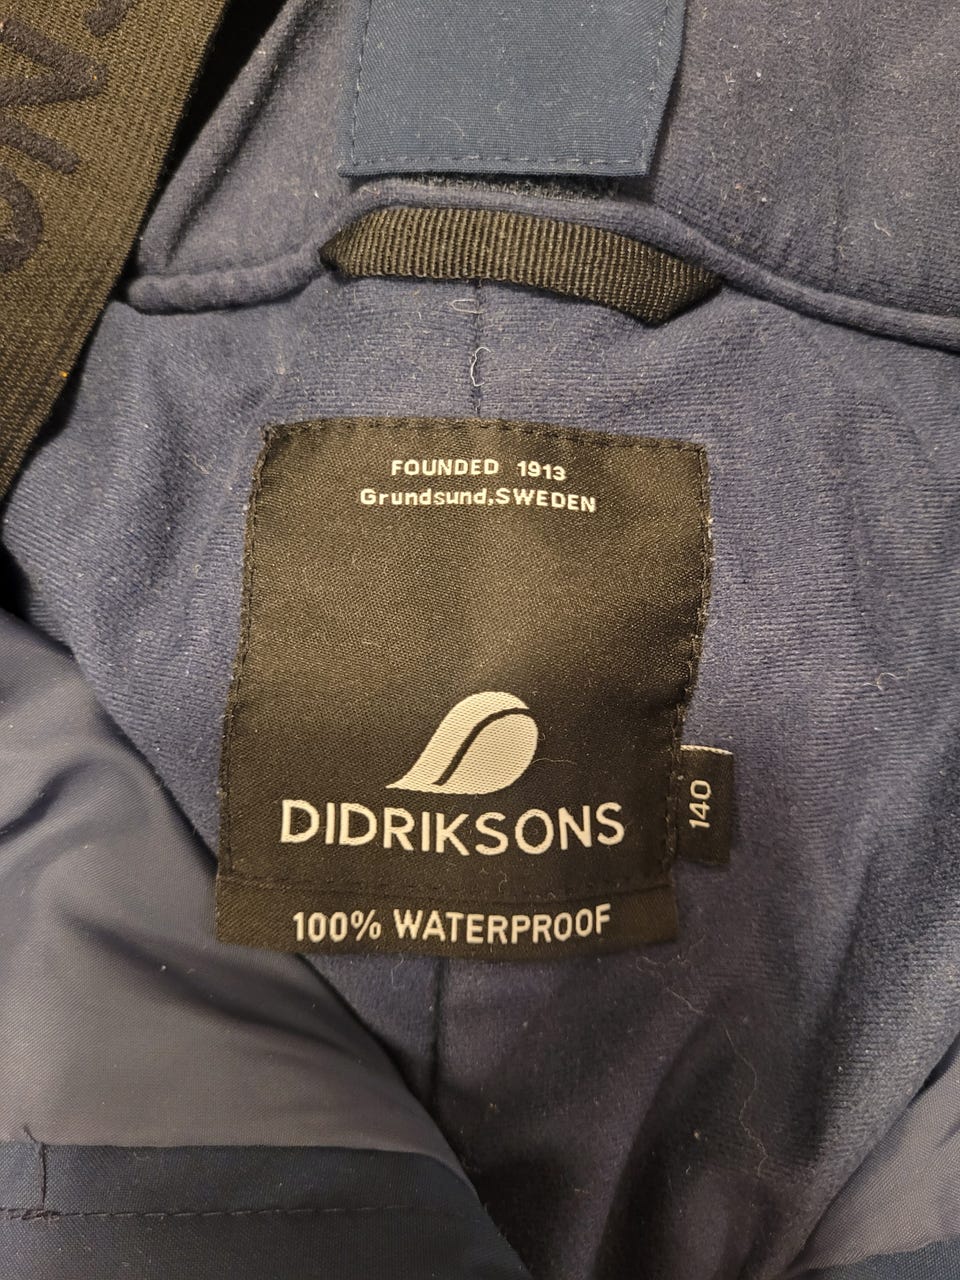 FOUNDED 1913
Grundsund,SWEDEN
DIDRIKSONS
100% WATERPROOF
140